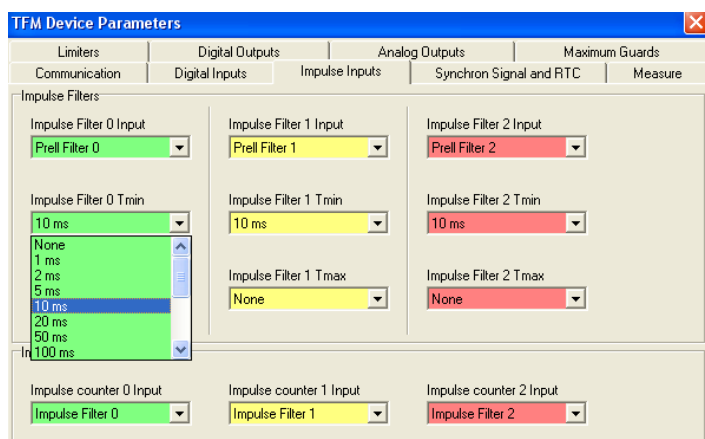 TFM Device Parameters
Limiters Digital Outputs Analog Outputs Maximum Guards
Communication Digital Inputs Impulse Inputs Synchron Signal and RTC Measure
Impulse Filters
Impulse Filter 0 Input Impulse Filter 1 Input Impulse Filter 2 Input
Prell Filter 0 Prell Filter 1 Prell Filter 2
Impulse Filter 0 Tmin Impulse Filter 1 Tmin Impulse Filter 2 Tmin
10 ms 10 ms 10 ms
None
1 ms
2 ms Impulse Filter 1 Tmax Impulse Filter 2 Tmax
5 ms
10 ms None None
20 ms
50 ms
In 100 ms
Impulse counter 0 Input Impulse counter 1 Input Impulse counter 2 Input
Impulse Filter 0 Impulse Filter 1 Impulse Filter 2